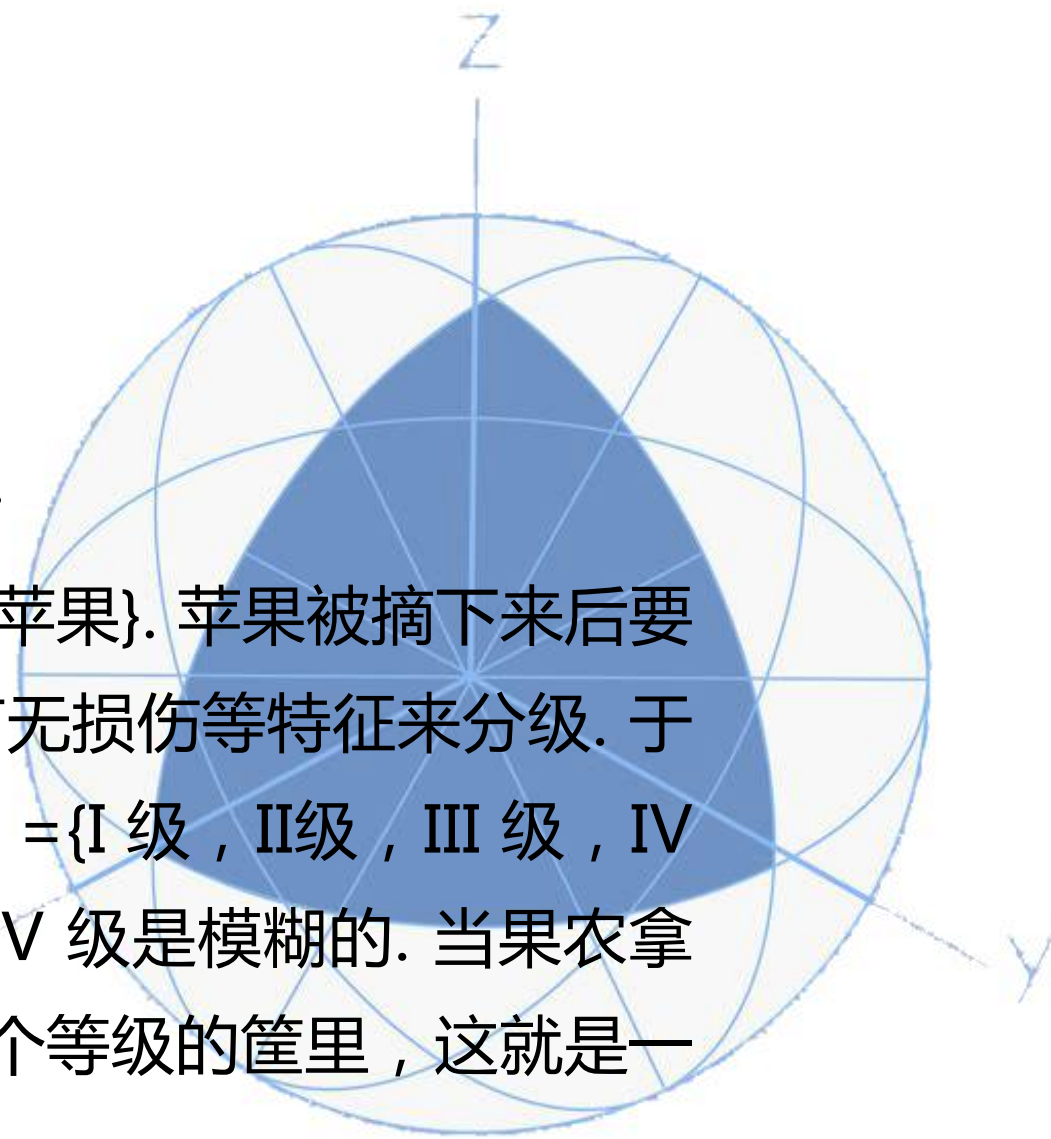 Z
.
苹果}. 苹果被摘下来后要
无损伤等特征来分级. 于
={I 级，II级，III 级，IV
V 级是模糊的. 当果农拿
y
个等级的筐里，这就是一